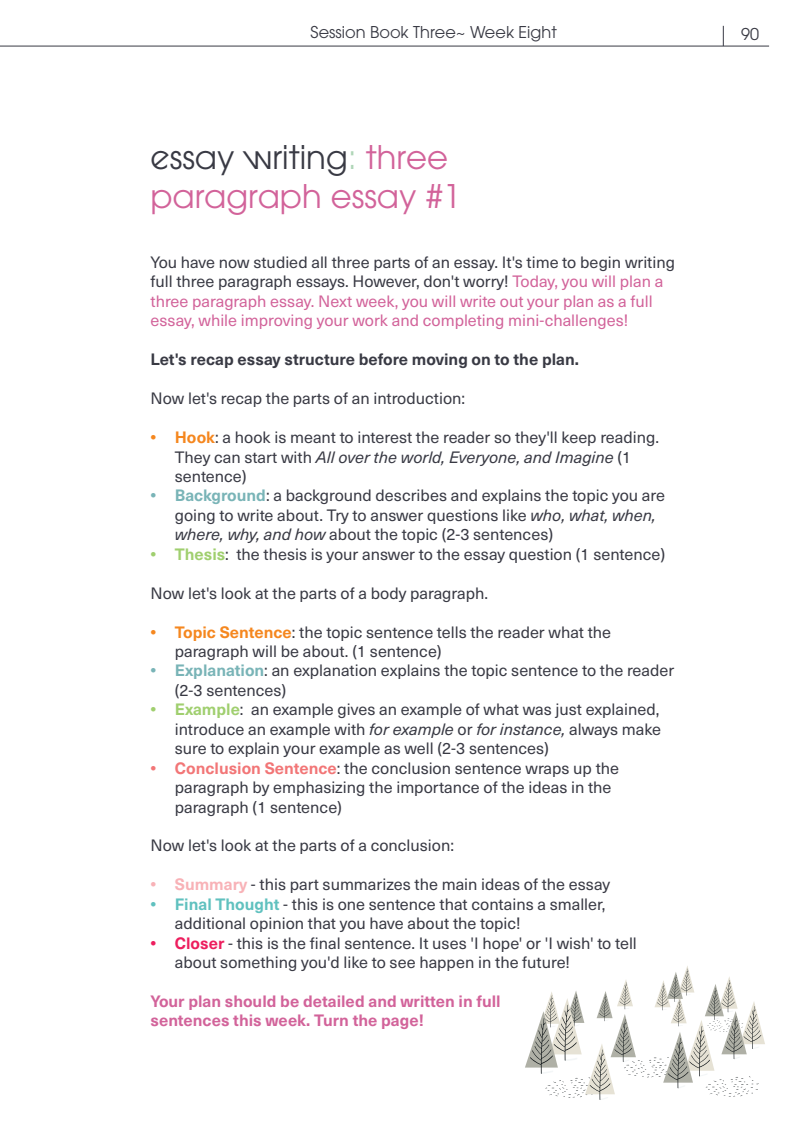 Session Book Three~ Week Eight
90
essay writing: three
paragraph essay #1
You have now studied all three parts of an essay. It's time to begin writing
full three paragraph essays. However, don't worry! Today, you will plan a
three paragraph essay. Next week, you will write out your plan as a full
essay, while improving your work and completing mini-challenges!
Let's recap essay structure before moving on to the plan.
Now let's recap the parts of an introduction:
• Hook: a hook is meant to interest the reader so they'll keep reading.
They can start with All over the world, Everyone, and Imagine (1
sentence)
• Background: a background describes and explains the topic you are
going to write about. Try to answer questions like who, what, when,
where, why, and how about the topic (2-3 sentences)
• Thesis:  the thesis is your answer to the essay question (1 sentence)
Now let's look at the parts of a body paragraph.
• Topic Sentence: the topic sentence tells the reader what the
paragraph will be about. (1 sentence)
• Explanation: an explanation explains the topic sentence to the reader
(2-3 sentences)
• Example:  an example gives an example of what was just explained,
introduce an example with for example or for instance, always make
sure to explain your example as well (2-3 sentences)
• Conclusion Sentence: the conclusion sentence wraps up the
paragraph by emphasizing the importance of the ideas in the
paragraph (1 sentence)
Now let's look at the parts of a conclusion:
• Summary - this part summarizes the main ideas of the essay
• Final Thought - this is one sentence that contains a smaller,
additional opinion that you have about the topic!
• Closer - this is the final sentence. It uses 'I hope' or 'I wish' to tell
about something you'd like to see happen in the future!
Your plan should be detailed and written in full
sentences this week. Turn the page!